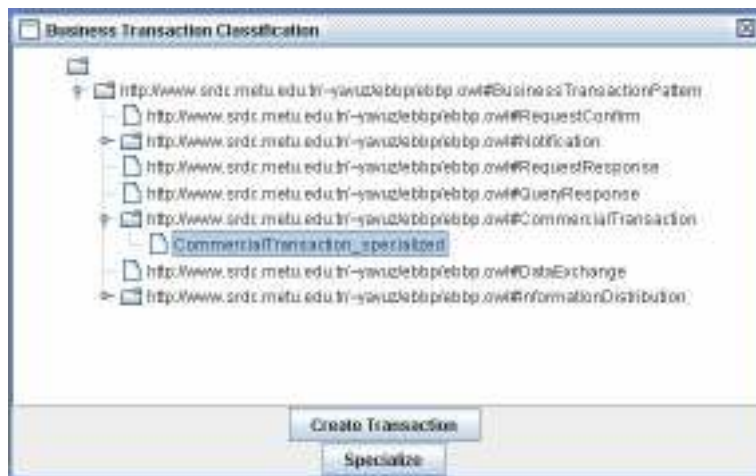 Business Transaction Classification
http://www.srdc.metu.edu.tr/~yavuz/ebbp/ebbp.owl#BusinessTransactionPattern
http://www.srdc.metu.edu.tr/~yavuz/ebbp/ebbp.owl#RequestConfirm
http://www.srdc.metu.edu.tr/~yavuz/ebbp/ebbp.owl#Notification
http://www.srdc.metu.edu.tr/~yavuz/ebbp/ebbp.owl#RequestResponse
http://www.srdc.metu.edu.tr/~yavuz/ebbp/ebbp.owl#QueryResponse
http://www.srdc.metu.edu.tr/~yavuz/ebbp/ebbp.owl#CommercialTransaction
CommercialTransaction_specialized
http://www.srdc.metu.edu.tr/~yavuz/ebbp/ebbp.owl#DataExchange
http://www.srdc.metu.edu.tr/~yavuz/ebbp/ebbp.owl#InformationDistribution
Create Transaction
Specialize